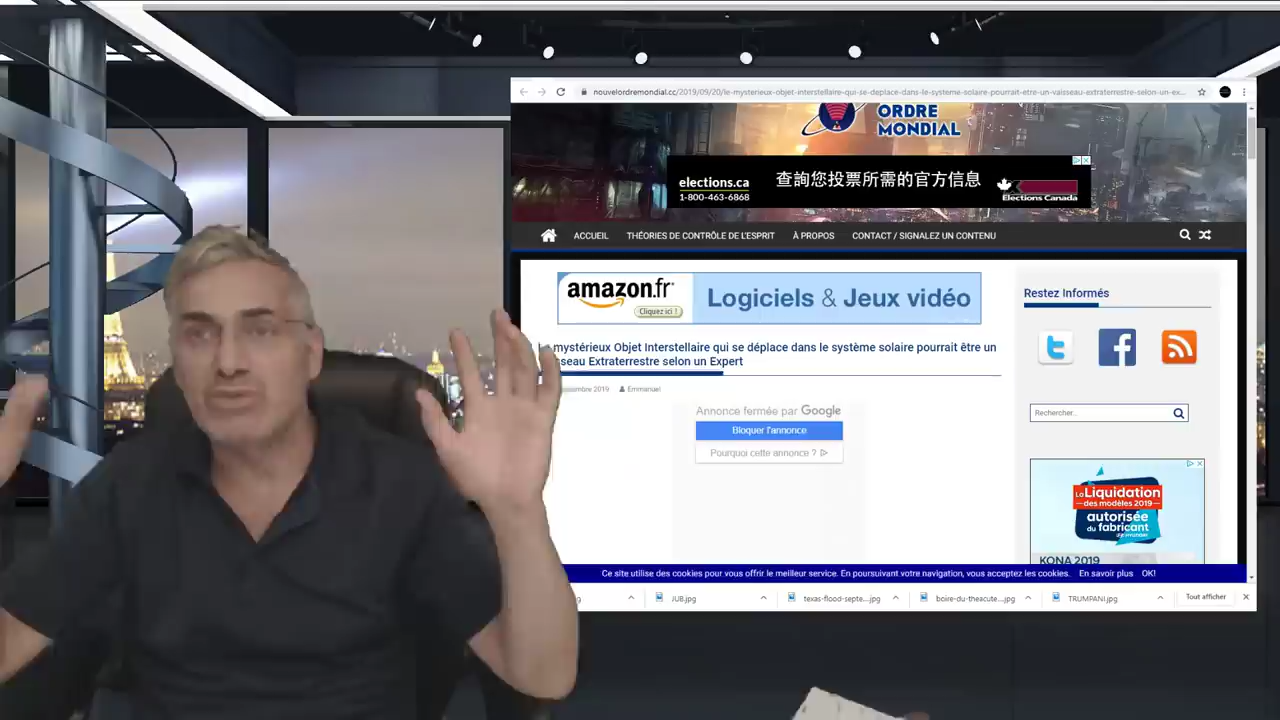 nouvelordremondial.cc/2019/09/20/le-mysterieux-objet-interstellaire-qui-se-deplace-dans-le-systeme-solaire-pourrait-etre-un-vaisseau-extraterrestre-selon-un-ex...
ORDRE
MONDIAL
elections.ca
1-800-463-6868
查詢您投票所需的官方信息
Elections Canada
ACCUEIL
THÉORIES DE CONTRÔLE DE L'ESPRIT
À PROPOS
CONTACT / SIGNALEZ UN CONTENU
amazon.fr
Cliquez ici !
Logiciels & Jeux vidéo
mystérieux Objet Interstellaire qui se déplace dans le système solaire pourrait être un
Extraterrestre selon un Expert
2019
Emmanuel
Annonce fermée par Google
Bloquer l'annonce
Pourquoi cette annonce ?
Restez Informés
Rechercher...
La Liquidation
des modèles 2019
autorisée
du fabricant
KONA 2019
Ce site utilise des cookies pour vous offrir le meilleur service. En poursuivant votre navigation, vous acceptez les cookies. En savoir plus OK!
JUB.jpg
texas-flood-septe....jpg
boire-du-theacute....jpg
TRUMPANI.jpg
Tout afficher